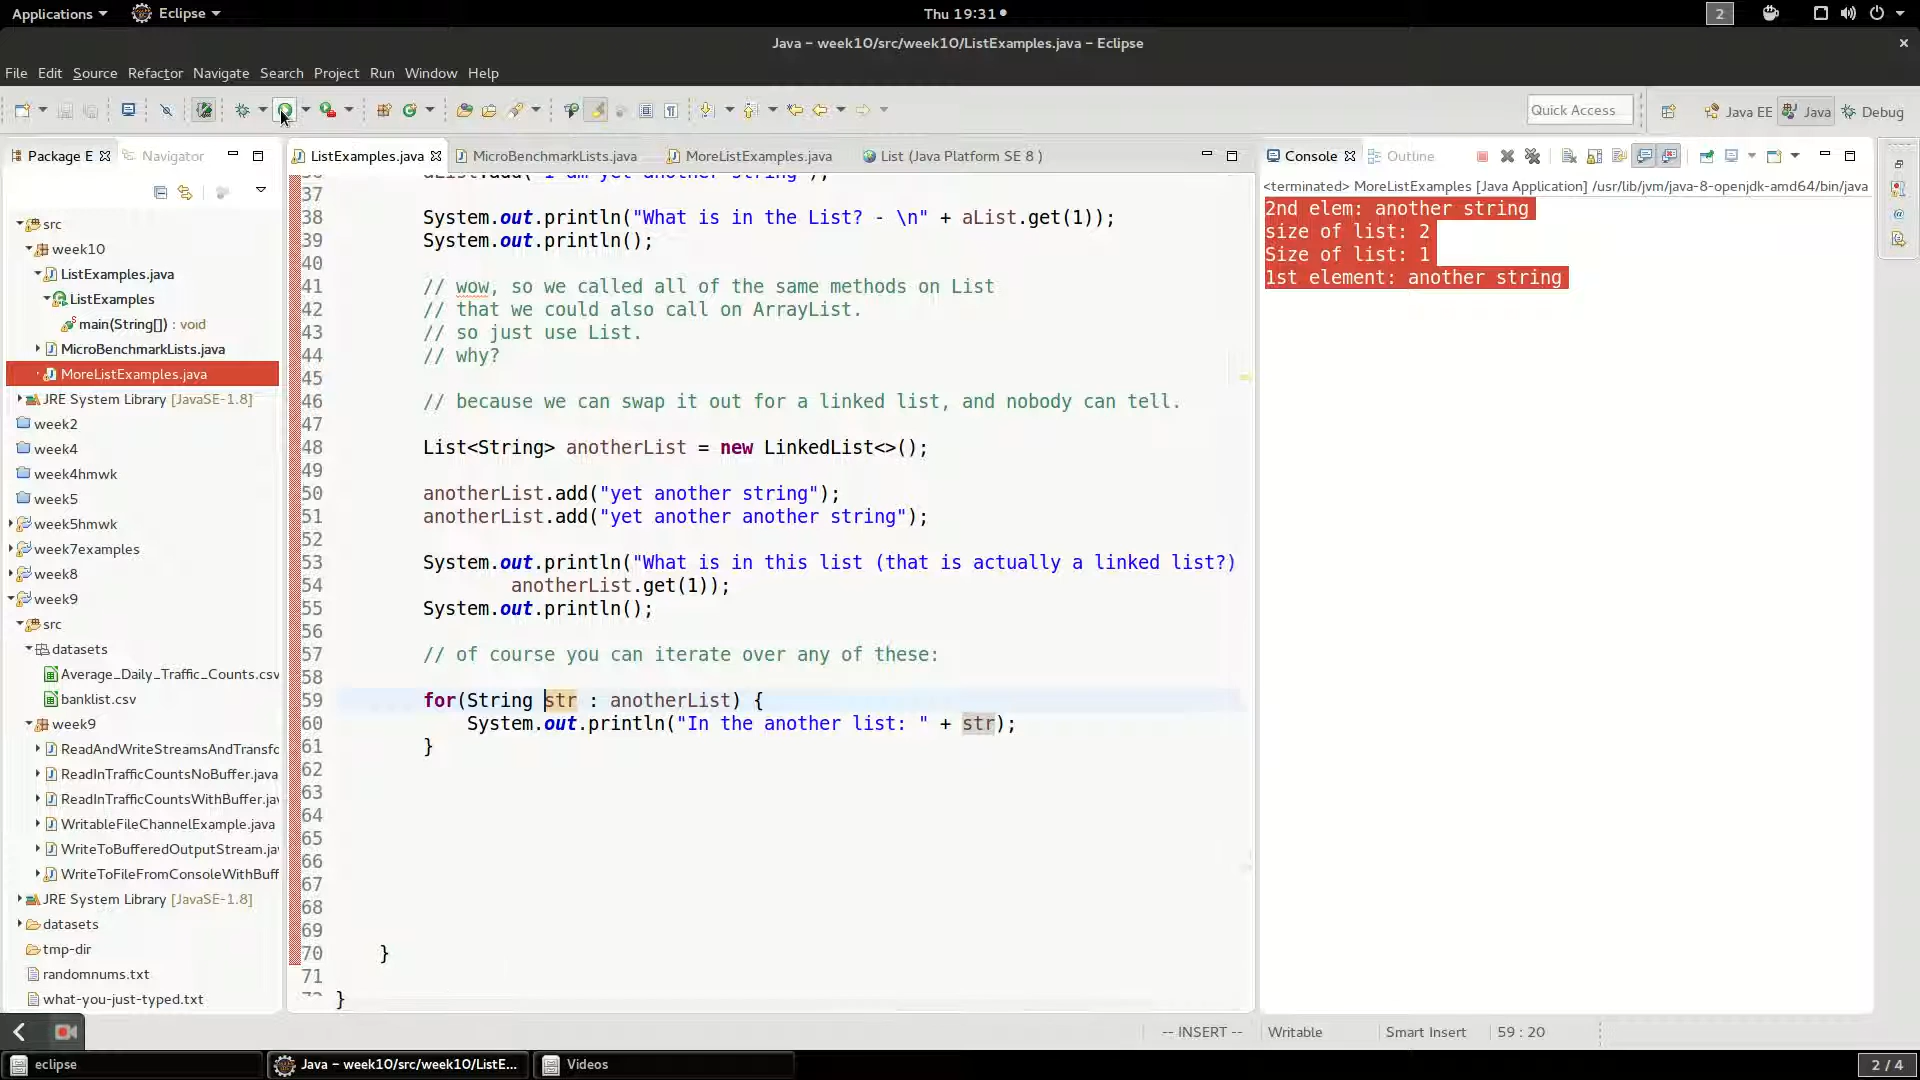 Applications
Eclipse
Thu 19:31
2
Java – week10/src/week10/ListExamples.java – Eclipse
File Edit Source Refactor Navigate Search Project Run Window Help
Quick Access
Java EE
Java
Debug
Package E
Navigator
ListExamples.java
MicroBenchmarkLists.java
MoreListExamples.java
List (Java Platform SE 8 )
Console
Outline
src
week10
ListExamples.java
ListExamples
main(String[]) : void
MicroBenchmarkLists.java
MoreListExamples.java
JRE System Library [JavaSE-1.8]
week2
week4
week4hmwk
week5
week5hmwk
week7examples
week8
week9
src
datasets
Average_Daily_Traffic_Counts.csv
banklist.csv
week9
ReadAndWriteStreamsAndTransfo
ReadInTrafficCountsNoBuffer.java
ReadInTrafficCountsWithBuffer.jav
WritableFileChannelExample.java
WriteToBufferedOutputStream.jav
WriteToFileFromConsoleWithBuff
JRE System Library [JavaSE-1.8]
datasets
tmp-dir
randomnums.txt
what-you-just-typed.txt
36 aList.add("I am yet another string");
37
38 System.out.println("What is in the List? - \n" + aList.get(1));
39 System.out.println();
40
41 // wow, so we called all of the same methods on List
42 // that we could also call on ArrayList.
43 // so just use List.
44 // why?
45
46 // because we can swap it out for a linked list, and nobody can tell.
47
48 List<String> anotherList = new LinkedList<>();
49
50 anotherList.add("yet another string");
51 anotherList.add("yet another another string");
52
53 System.out.println("What is in this list (that is actually a linked list?)
54 anotherList.get(1));
55 System.out.println();
56
57 // of course you can iterate over any of these:
58
59 for(String str : anotherList) {
60 System.out.println("In the another list: " + str);
61 }
62
63
64
65
66
67
68
69
70 }
71
72 }
<terminated> MoreListExamples [Java Application] /usr/lib/jvm/java-8-openjdk-amd64/bin/java
2nd elem: another string
size of list: 2
Size of list: 1
1st element: another string
-- INSERT --
Writable
Smart Insert
59 : 20
eclipse
Java – week10/src/week10/ListE...
Videos
2 / 4